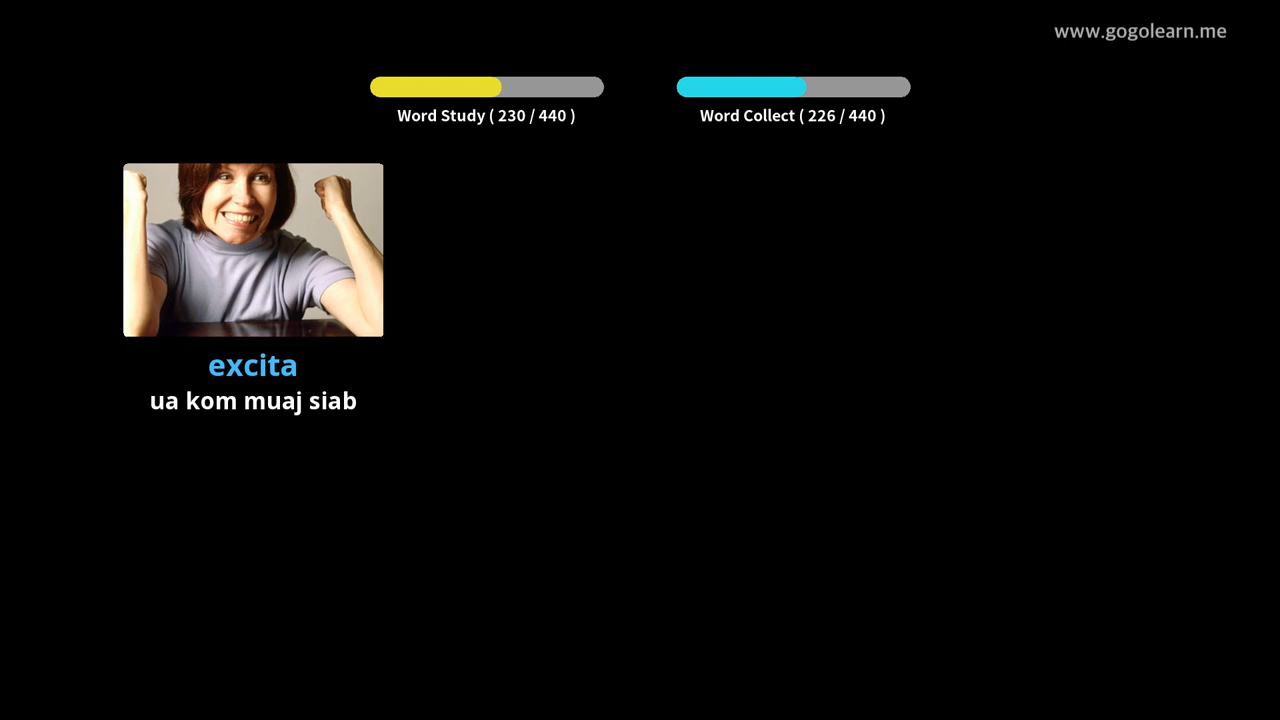 www.gogolearn.me
Word Study ( 230 / 440 )
Word Collect ( 226 / 440 )
excita
ua kom muaj siab